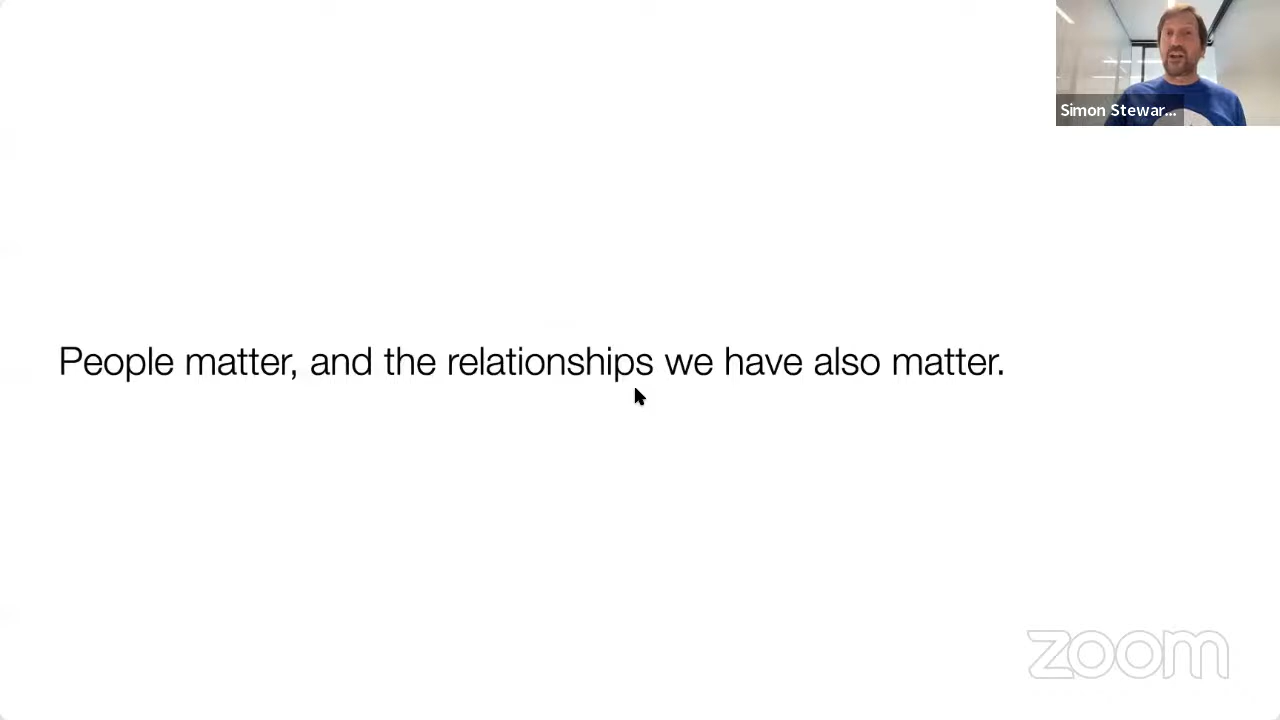 Simon Stewar...
People matter, and the relationships we have also matter.
zoom